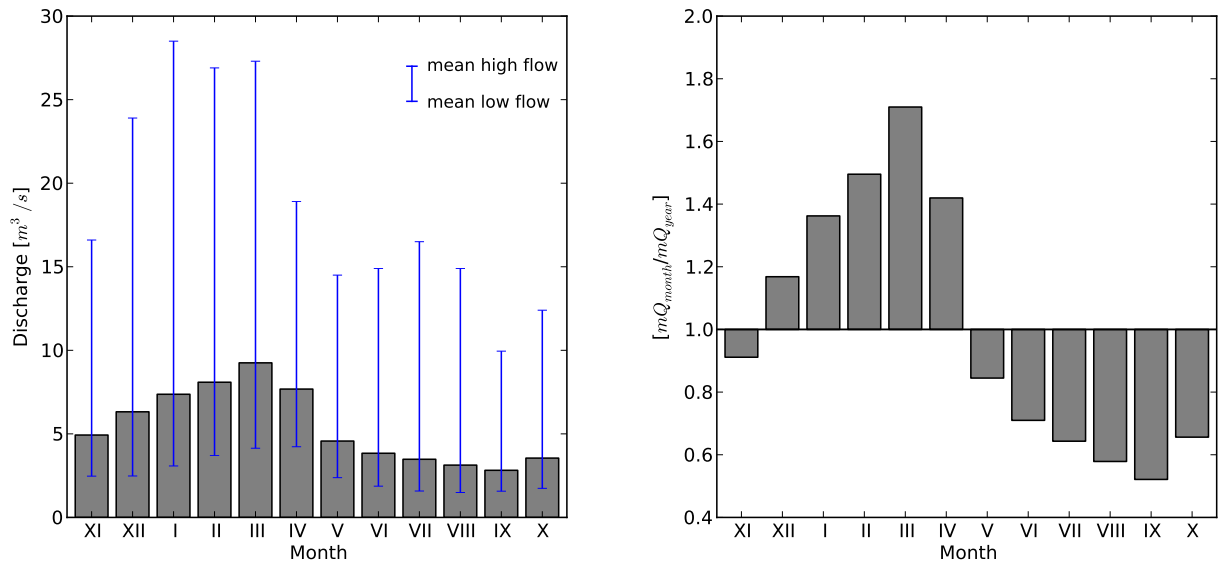 30
25
20
15
10
5
0
Discharge [m³/s]
mean high flow
mean low flow
XI XII I II III IV V VI VII VIII IX X
Month
2.0
1.8
1.6
1.4
1.2
1.0
0.8
0.6
0.4
[mQ_month/mQ_year]
XI XII I II III IV V VI VII VIII IX X
Month